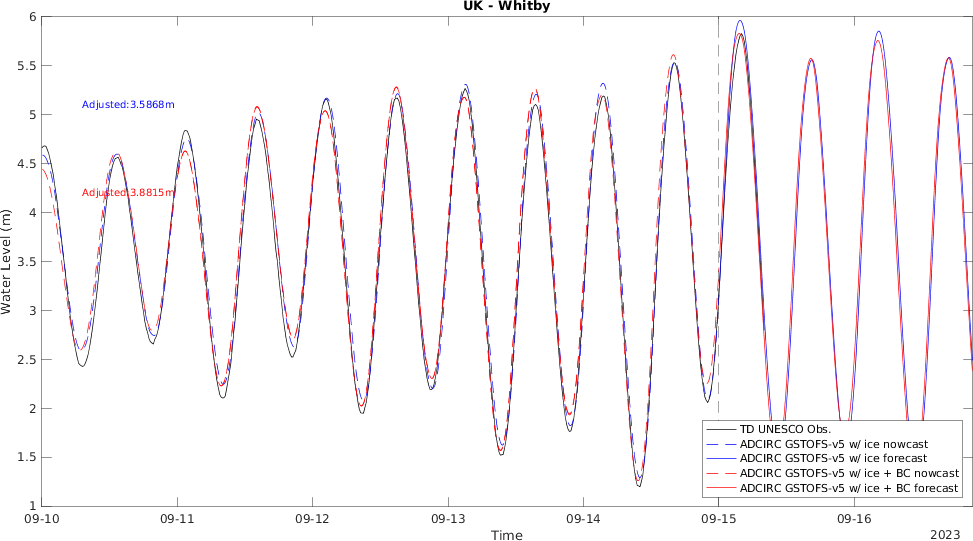 UK - Whitby
6
5.5
5
4.5
4
3.5
3
2.5
2
1.5
1
Water Level (m)
Adjusted:3.5868m
Adjusted:3.8815m
TD UNESCO Obs.
ADCIRC GSTOFS-v5 w/ ice nowcast
ADCIRC GSTOFS-v5 w/ ice forecast
ADCIRC GSTOFS-v5 w/ ice + BC nowcast
ADCIRC GSTOFS-v5 w/ ice + BC forecast
09-10 09-11 09-12 09-13 09-14 09-15 09-16
Time
2023